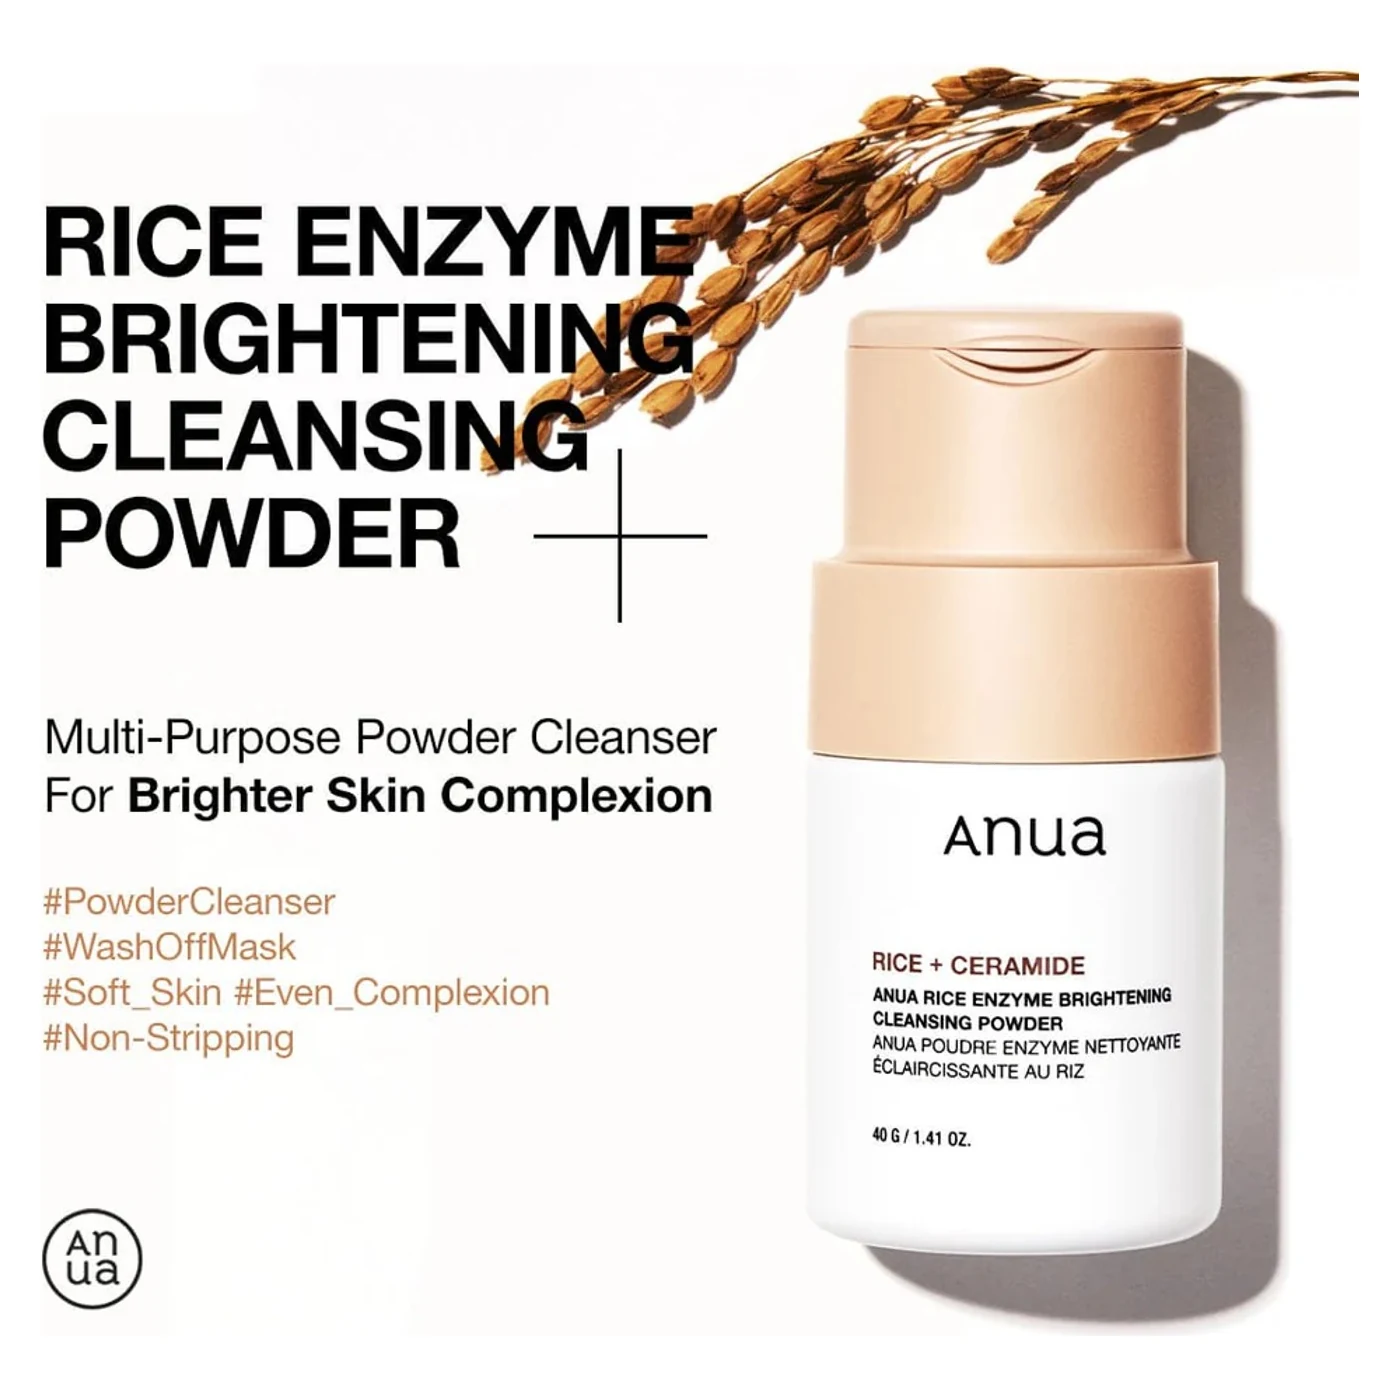 RICE ENZYME
BRIGHTENING
CLEANSING
POWDER
Multi-Purpose Powder Cleanser
For Brighter Skin Complexion
#PowderCleanser
#WashOffMask
#Soft_Skin #Even_Complexion
#Non-Stripping
An
ua
Anua
RICE + CERAMIDE
ANUA RICE ENZYME BRIGHTENING
CLEANSING POWDER
ANUA POUDRE ENZYME NETTOYANTE
ÉCLAIRCISSANTE AU RIZ
40 G / 1.41 OZ.